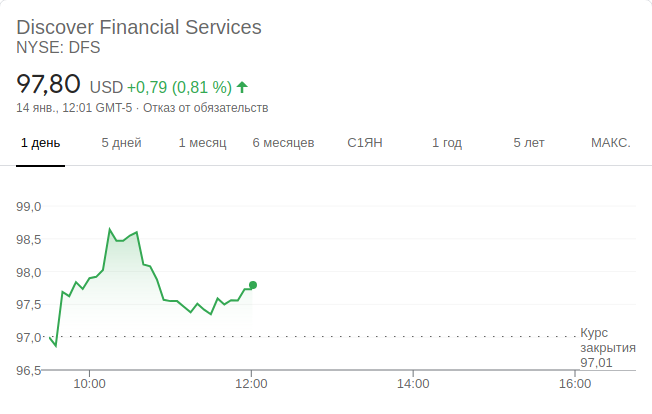 Discover Financial Services
NYSE: DFS
97,80 USD +0,79 (0,81 %)
14 янв., 12:01 GMT-5 · Отказ от обязательств
1 день 5 дней 1 месяц 6 месяцев С1ЯН 1 год 5 лет МАКС.
99,0
98,5
98,0
97,5
97,0
96,5
Курс
закрытия
97,01
10:00 12:00 14:00 16:00